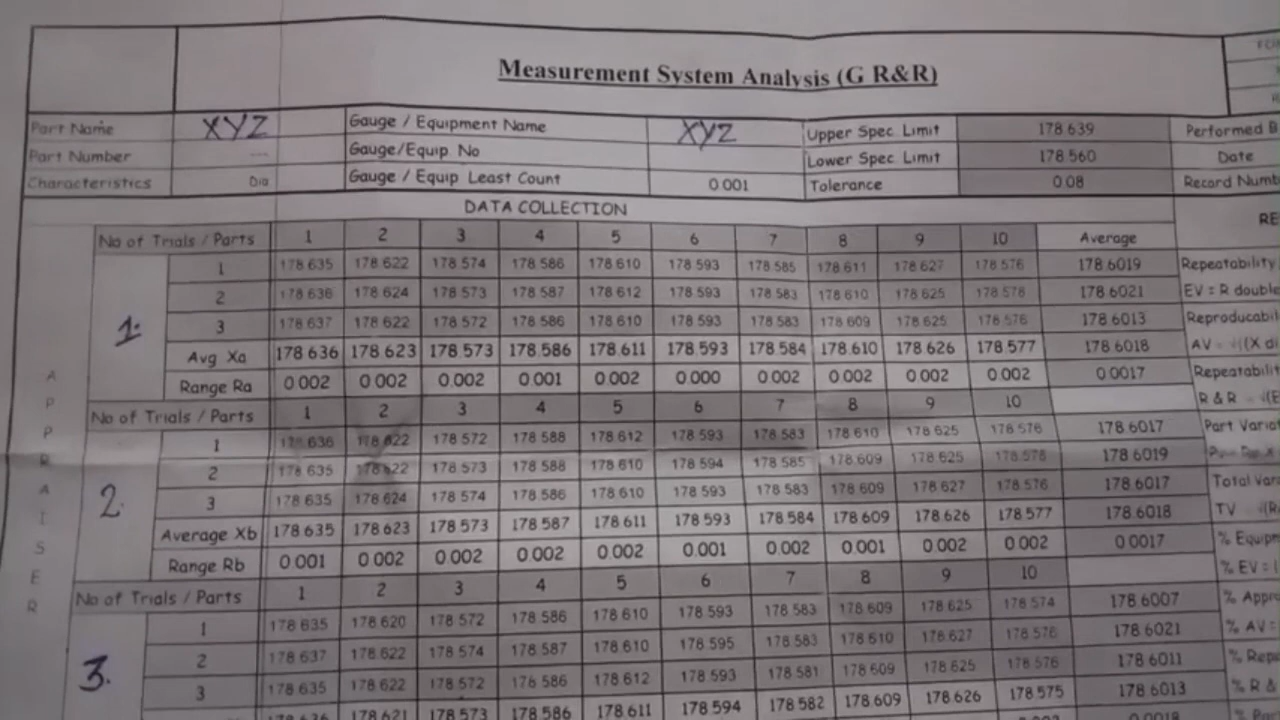 Measurement System Analysis (G R&R)
Part Name XYZ Gauge / Equipment Name XYZ Upper Spec. Limit 178.639 Performed B
Part Number ---- Gauge/Equip No Lower Spec. Limit 178.560 Date
Characteristics Dia Gauge / Equip Least Count 0.001 Tolerance 0.08 Record Numb
DATA COLLECTION RE
No of Trials / Parts 1 2 3 4 5 6 7 8 9 10 Average
1 178.635 178.622 178.574 178.586 178.610 178.593 178.585 178.611 178.627 178.576 178.6019 Repeatability
2 178.636 178.624 178.573 178.587 178.612 178.593 178.583 178.610 178.625 178.578 178.6021 EV = R double
1. 3 178.637 178.622 178.572 178.586 178.610 178.593 178.583 178.609 178.625 178.576 178.6013 Reproducabil
Avg Xa 178.636 178.623 178.573 178.586 178.611 178.593 178.584 178.610 178.626 178.577 178.6018 AV = √((X di
Range Ra 0.002 0.002 0.002 0.001 0.002 0.000 0.002 0.002 0.002 0.002 0.0017 Repeatabilit
No of Trials / Parts 1 2 3 4 5 6 7 8 9 10 R & R = √(E
1 178.636 178.622 178.572 178.588 178.612 178.593 178.583 178.610 178.625 178.576 178.6017 Part Variat
2 178.635 178.622 178.573 178.588 178.610 178.594 178.585 178.609 178.625 178.578 178.6019
2. 3 178.635 178.624 178.574 178.586 178.610 178.593 178.583 178.609 178.627 178.576 178.6017 Total Vari
Average Xb 178.635 178.623 178.573 178.587 178.611 178.593 178.584 178.609 178.626 178.577 178.6018 TV = √(R
Range Rb 0.001 0.002 0.002 0.002 0.002 0.001 0.002 0.001 0.002 0.002 0.0017 % Equipm
No of Trials / Parts 1 2 3 4 5 6 7 8 9 10 % EV = (
1 178.635 178.620 178.572 178.586 178.610 178.593 178.583 178.609 178.625 178.574 178.6007 % Appro
2 178.637 178.622 178.574 178.587 178.610 178.595 178.583 178.610 178.627 178.576 178.6021 % AV =
3. 3 178.635 178.622 178.572 176.586 178.612 178.593 178.581 178.609 178.625 178.576 178.6011 % Repe
178.621 178.573 178.586 178.611 178.594 178.582 178.609 178.626 178.575 178.6013 % R &
APPRAISER